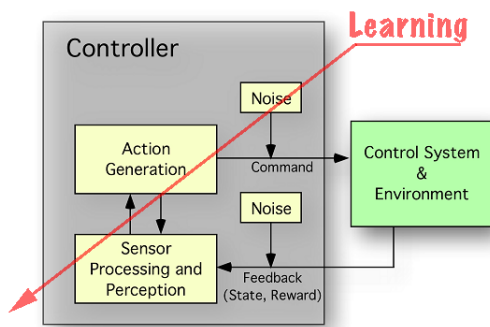 Learning
Controller
Noise
Action
Generation
Command
Control System
&
Environment
Noise
Sensor
Processing and
Perception
Feedback
(State, Reward)